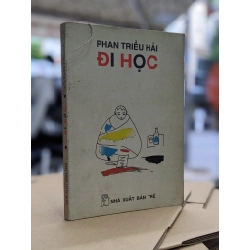 PHAN TRIỀU HẢI
ĐI HỌC
NHÀ XUẤT BẢN TRẺ